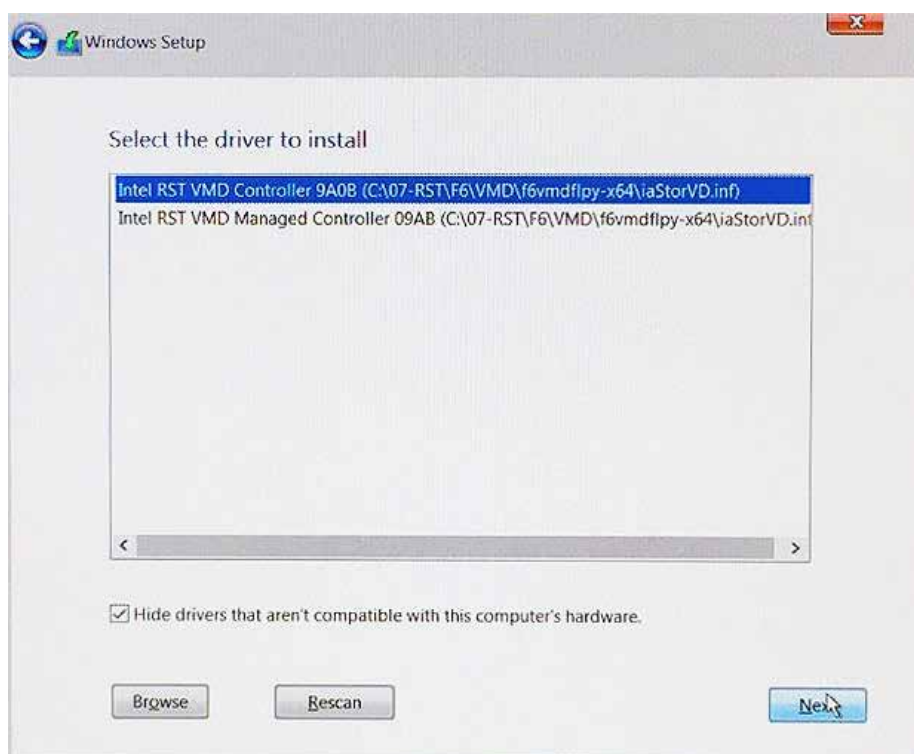 Windows Setup
Select the driver to install
Intel RST VMD Controller 9A0B (C:\07-RST\F6\VMD\f6vmdflpy-x64\iaStorVD.inf)
Intel RST VMD Managed Controller 09AB (C:\07-RST\F6\VMD\f6vmdflpy-x64\iaStorVD.inf
Hide drivers that aren't compatible with this computer's hardware.
Browse
Rescan
Next